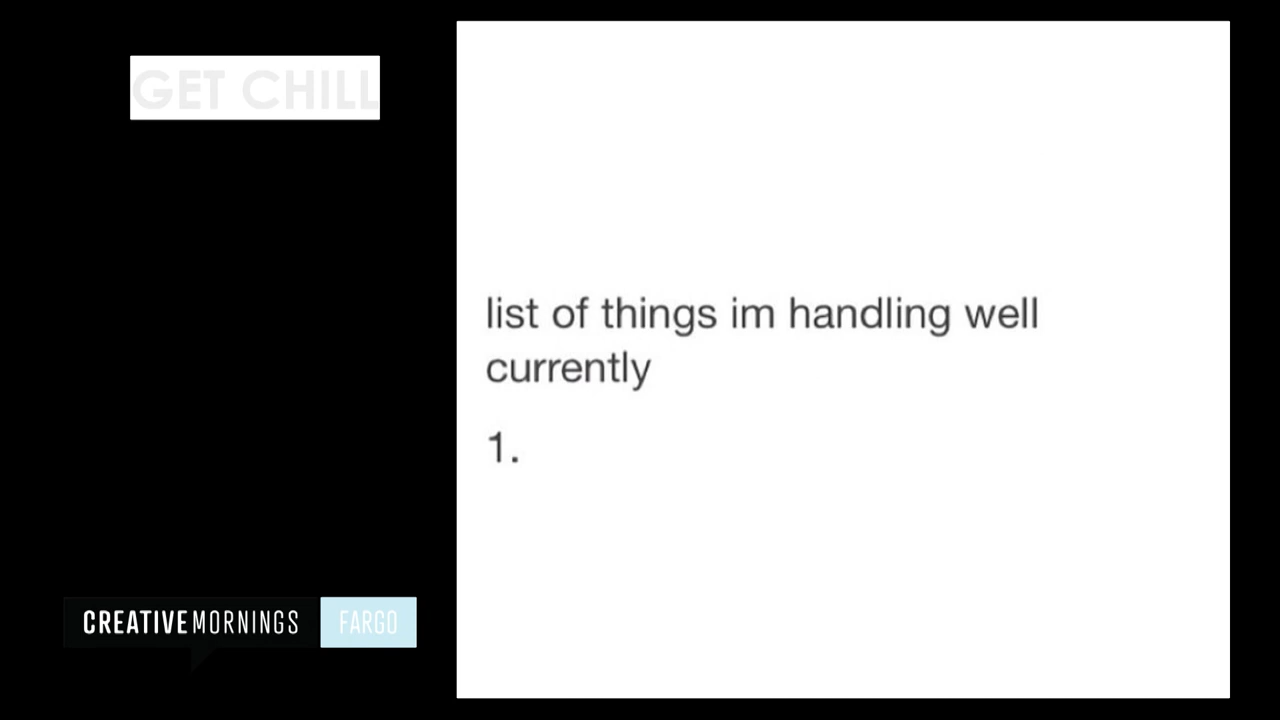 GET CHILL
list of things im handling well
currently
1.
CREATIVEMORNINGS FARGO